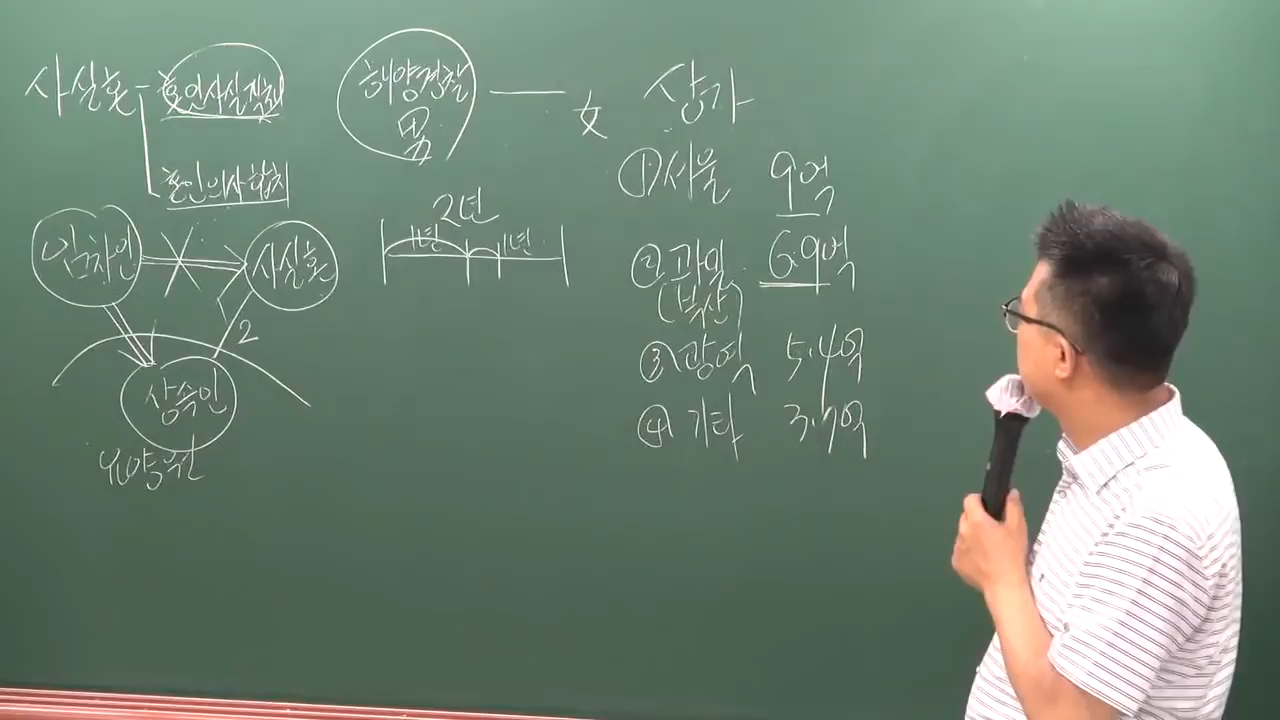 사실혼 - 혼인사실 적합
혼인의사 합치
해양경찰
男
女
2년
1년 1년
임차인
사실혼
2
상속인
상가
① 서울 9억
② 과밀 6.9억
(부산)
③ 광역 5.4억
④ 기타 3.7억